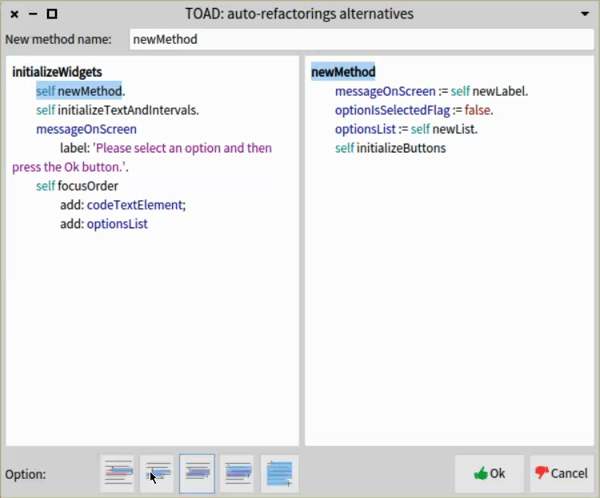 TOAD: auto-refactorings alternatives
New method name: newMethod
initializeWidgets
self newMethod.
self initializeTextAndIntervals.
messageOnScreen
label: 'Please select an option and then
press the Ok button.'.
self focusOrder
add: codeTextElement;
add: optionsList
newMethod
messageOnScreen := self newLabel.
optionIsSelectedFlag := false.
optionsList := self newList.
self initializeButtons
Option:
Ok
Cancel